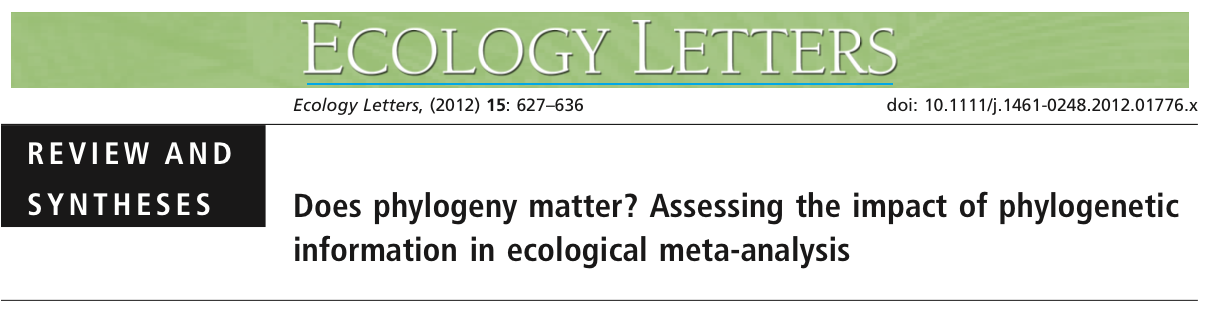 ECOLOGY LETTERS
Ecology Letters, (2012) 15: 627–636
doi: 10.1111/j.1461-0248.2012.01776.x
REVIEW AND
SYNTHESES
Does phylogeny matter? Assessing the impact of phylogenetic
information in ecological meta-analysis